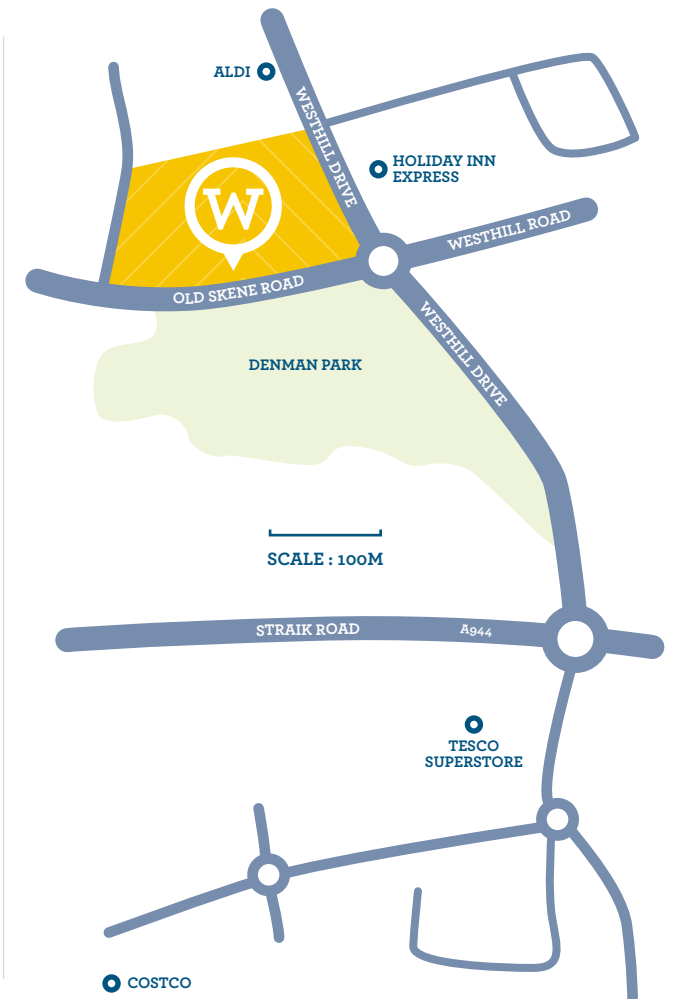 ALDI
WESTHILL DRIVE
HOLIDAY INN
EXPRESS
W
WESTHILL ROAD
OLD SKENE ROAD
WESTHILL DRIVE
DENMAN PARK
SCALE : 100M
STRAIK ROAD
A944
TESCO
SUPERSTORE
COSTCO